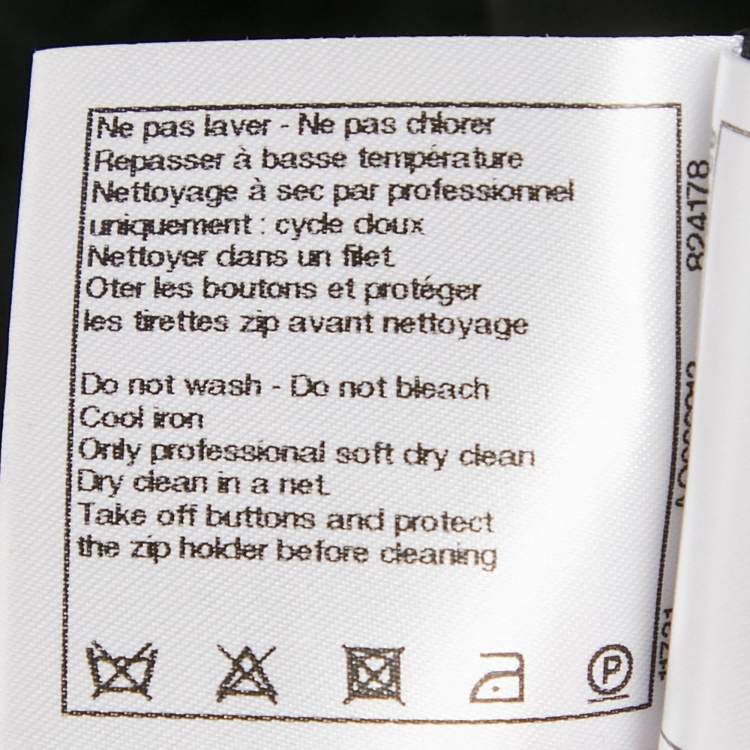 Ne pas laver - Ne pas chlorer
Repasser à basse température
Nettoyage à sec par professionnel
uniquement : cycle doux
Nettoyer dans un filet
Oter les boutons et protéger
les tirettes zip avant nettoyage
Do not wash - Do not bleach
Cool iron
Only professional soft dry clean
Dry clean in a net
Take off buttons and protect
the zip holder before cleaning
P
824178